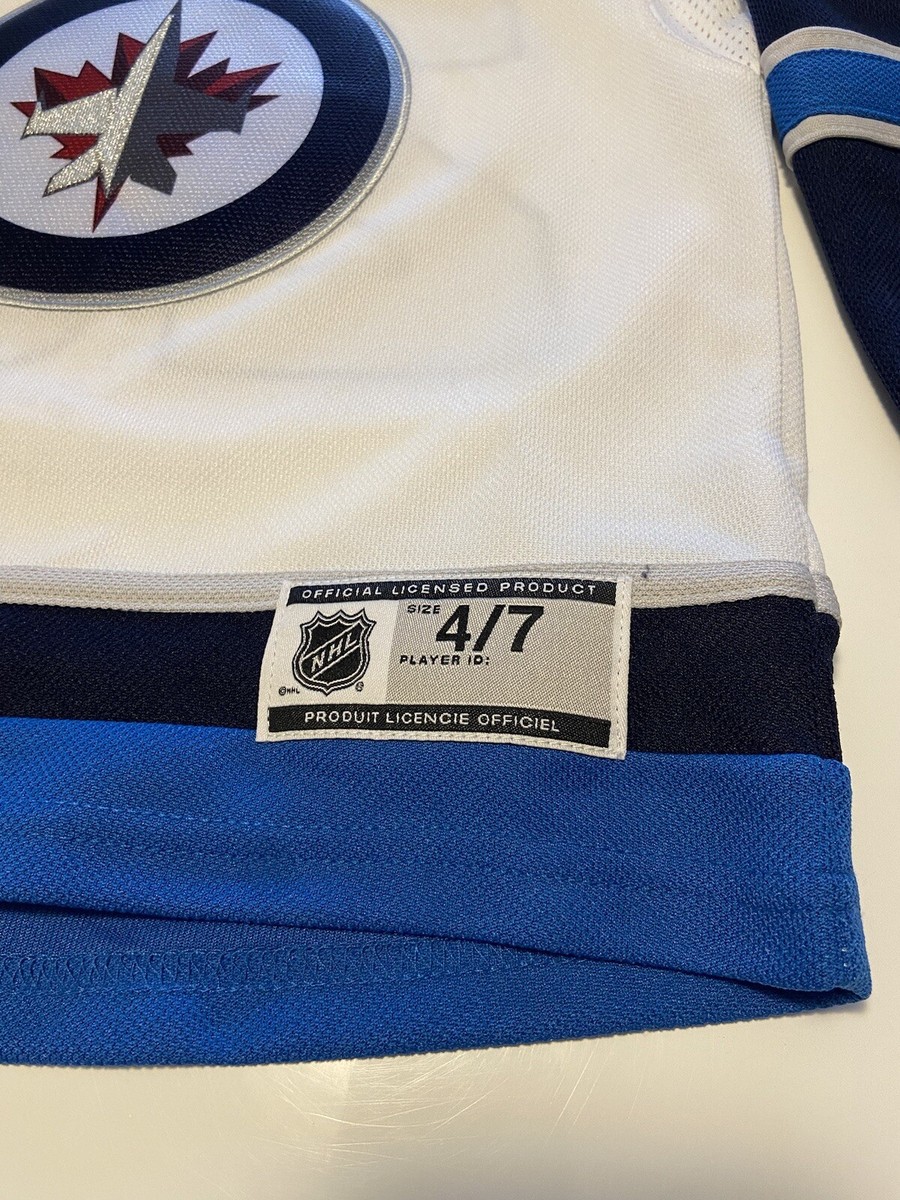 OFFICIAL LICENSED PRODUCT
SIZE 4/7
PLAYER ID:
NHL
©NHL ®
PRODUIT LICENCIE OFFICIEL